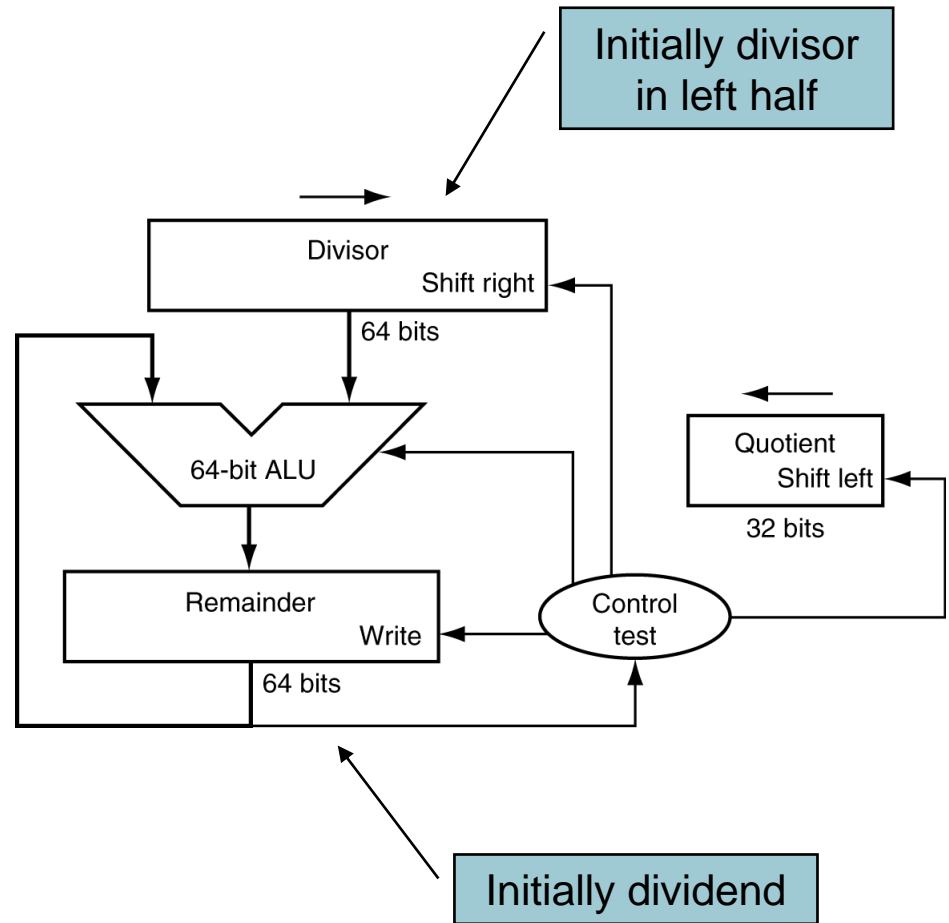 Initially divisor
in left half
Divisor
Shift right
64 bits
64-bit ALU
Quotient
Shift left
32 bits
Remainder
Write
Control
test
64 bits
Initially dividend